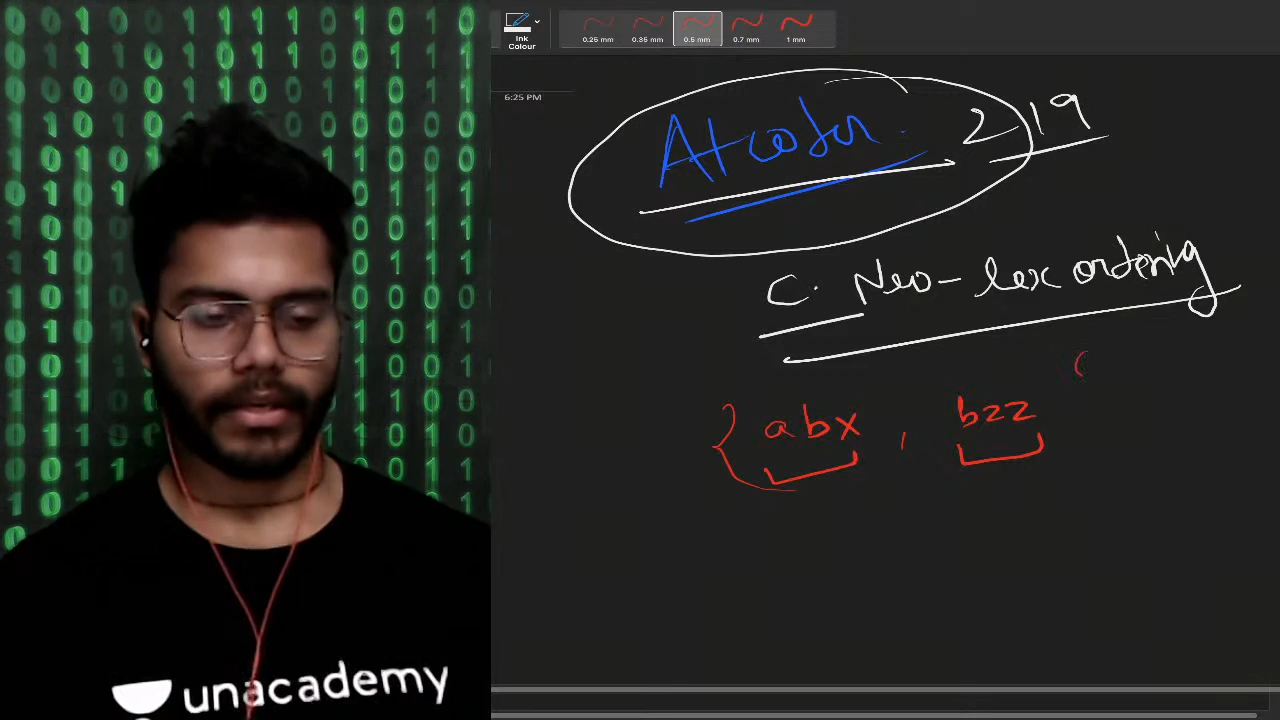 Ink
Colour
0.25 mm
0.35 mm
0.5 mm
0.7 mm
1 mm
6:25 PM
Atcoder. 219
C. Neo-lex ordering
{ abx , bzz
(
unacademy